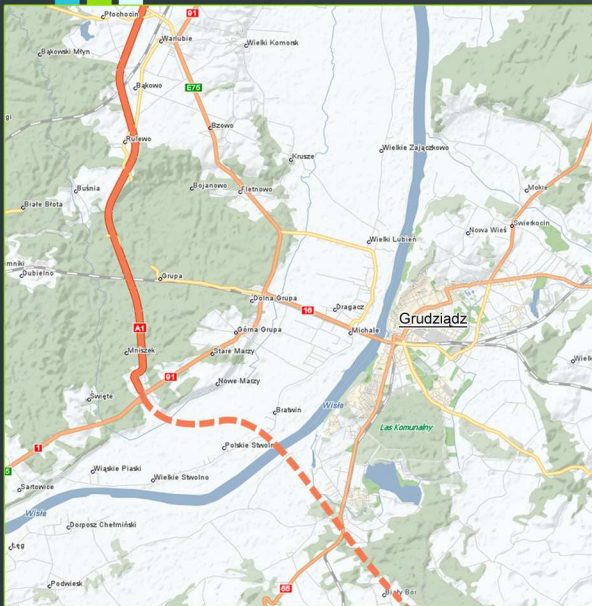 Płochocin
91
Warlubie
Wielki Komorsk
Bąkowski Młyn
Bąkowo
E75
Bzowo
Rulewo
Krusze
Wielkie Zajączkowo
Buśnia
Bojanowo
Fletnowo
Mokre
Białe Błota
Świerkocin
Nowa Wieś
Wielki Lubień
Dubielno
Grupa
Dolna Grupa
16
Dragacz
Grudziądz
A1
Górna Grupa
Michale
Mniszek
Stare Marzy
91
Nowe Marzy
Święte
Wisła
Bratwin
Las Komunalny
1
Polskie Stwolno
Wiąskie Piaski
Wielkie Stwolno
Sartowice
Wisła
Dorposz Chełmiński
Łęg
Podwiesk
55
Biały Bór